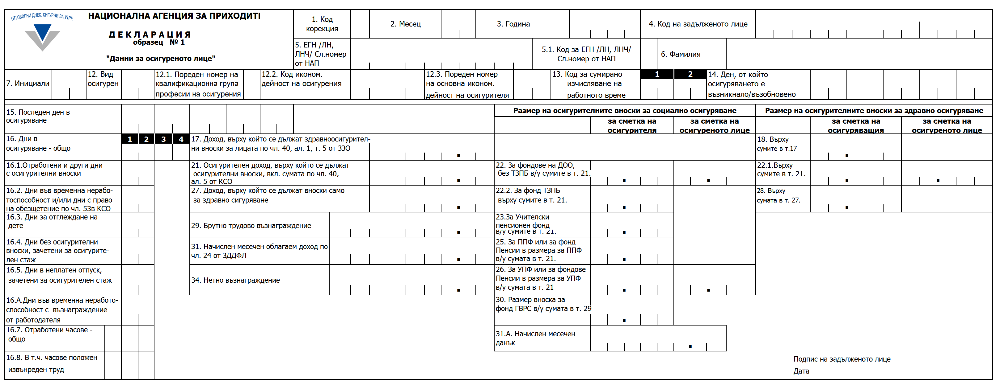 ОТГОВОРНИ ДНЕС. СИГУРНИ ЗА УТРЕ.
НАЦИОНАЛНА АГЕНЦИЯ ЗА ПРИХОДИТЕ
Д Е К Л А Р А Ц И Я
образец № 1
"Данни за осигуреното лице"
1. Код
корекция
2. Месец
3. Година
4. Код на задълженото лице
5. ЕГН /ЛН,
ЛНЧ/ Сл.номер
от НАП
5.1. Код за ЕГН /ЛН, ЛНЧ/
Сл.номер от НАП
6. Фамилия
7. Инициали
12. Вид
осигурен
12.1. Пореден номер на
квалификационна група
професии на осигурения
12.2. Код иконом.
дейност на осигурения
12.3. Пореден номер
на основна иконом.
дейност на осигурителя
13. Код за сумирано
изчисляване на
работното време
1 2
14. Ден, от който
осигуряването е
възникнало/възобновено
15. Последен ден в
осигуряване
Размер на осигурителните вноски за социално осигуряване
Размер на осигурителните вноски за здравно осигуряване
за сметка на
осигурителя
за сметка на
осигуреното лице
за сметка на
осигуряващия
за сметка на
осигуреното лице
16. Дни в
осигуряване - общо
1 2 3 4
17. Доход, върху който се дължат здравноосигурител-
ни вноски за лицата по чл. 40, ал. 1, т. 5 от ЗЗО
18. Върху
сумите в т.17
16.1.Отработени и други дни
с осигурителни вноски
21. Осигурителен доход, върху който се дължат
осигурителни вноски, вкл. сумата по чл. 40,
ал. 5 от КСО
22. За фондове на ДОО,
без ТЗПБ в/у сумите в т. 21.
22.1.Върху
сумите в т. 21.
16.2. Дни във временна нерабо-
тоспособност и/или дни с право
на обезщетение по чл. 53в КСО
27. Доход, върху който се дължат вноски само
за здравно сигуряване
22.2. За фонд ТЗПБ
върху сумите в т. 21.
28. Върху
сумата в т. 27.
16.3. Дни за отглеждане на
дете
29. Брутно трудово възнаграждение
23.За Учителски
пенсионен фонд
в/у сумите в т. 21.
16.4. Дни без осигурителни
вноски, зачетени за осигурите-
лен стаж
31. Начислен месечен облагаем доход по
чл. 24 от ЗДДФЛ
25. За ППФ или за фонд
Пенсии в размера за ППФ
в/у сумата в т. 21.
16.5. Дни в неплатен отпуск,
зачетени за осигурителен стаж
34. Нетно възнаграждение
26. За УПФ или за фондове
Пенсии в размера за УПФ
в/у сумата в т. 21
16.А.Дни във временна неработо-
способност с възнаграждение
от работодателя
30. Размер вноска за
фонд ГВРС в/у сумата в т. 29
16.7. Отработени часове -
общо
31.А. Начислен месечен
данък
16.8. В т.ч. часове положен
извънреден труд
Подпис на задълженото лице
Дата